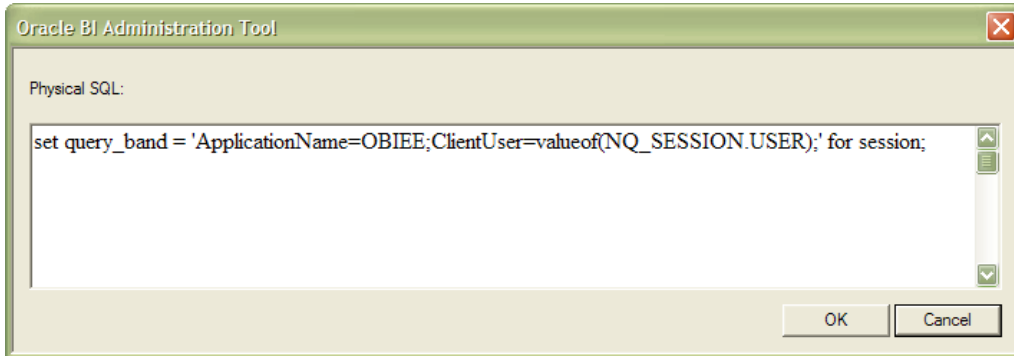 Oracle BI Administration Tool
Physical SQL:
set query_band = 'ApplicationName=OBIEE;ClientUser=valueof(NQ_SESSION.USER);' for session;
OK Cancel